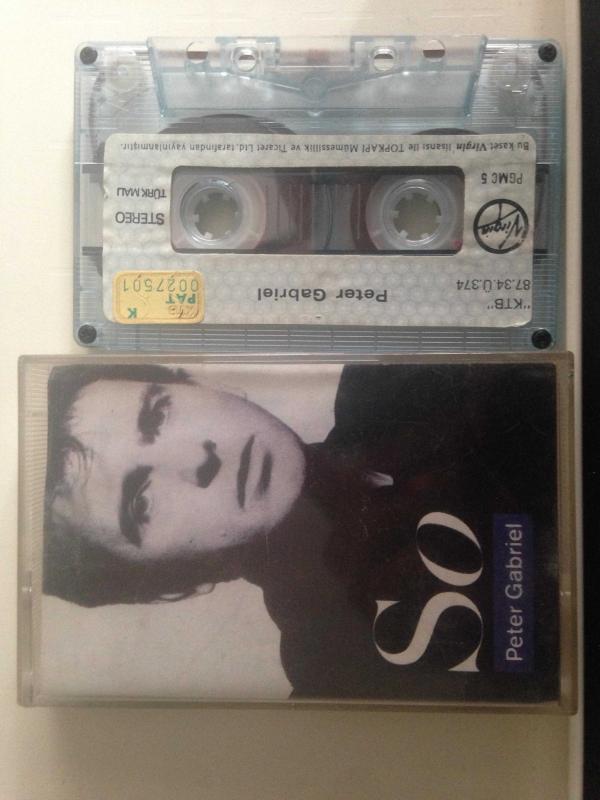 "KTB"
87.34.Ü.374
Peter Gabriel
K
PAT
0027501
Virgin
STEREO
TÜRK MALI
PGMC 5
Bu kaset Virgin lisansı ile TOPKAPI Mümessillik ve Ticaret Ltd. tarafından yayınlanmıştır.
So
Peter Gabriel